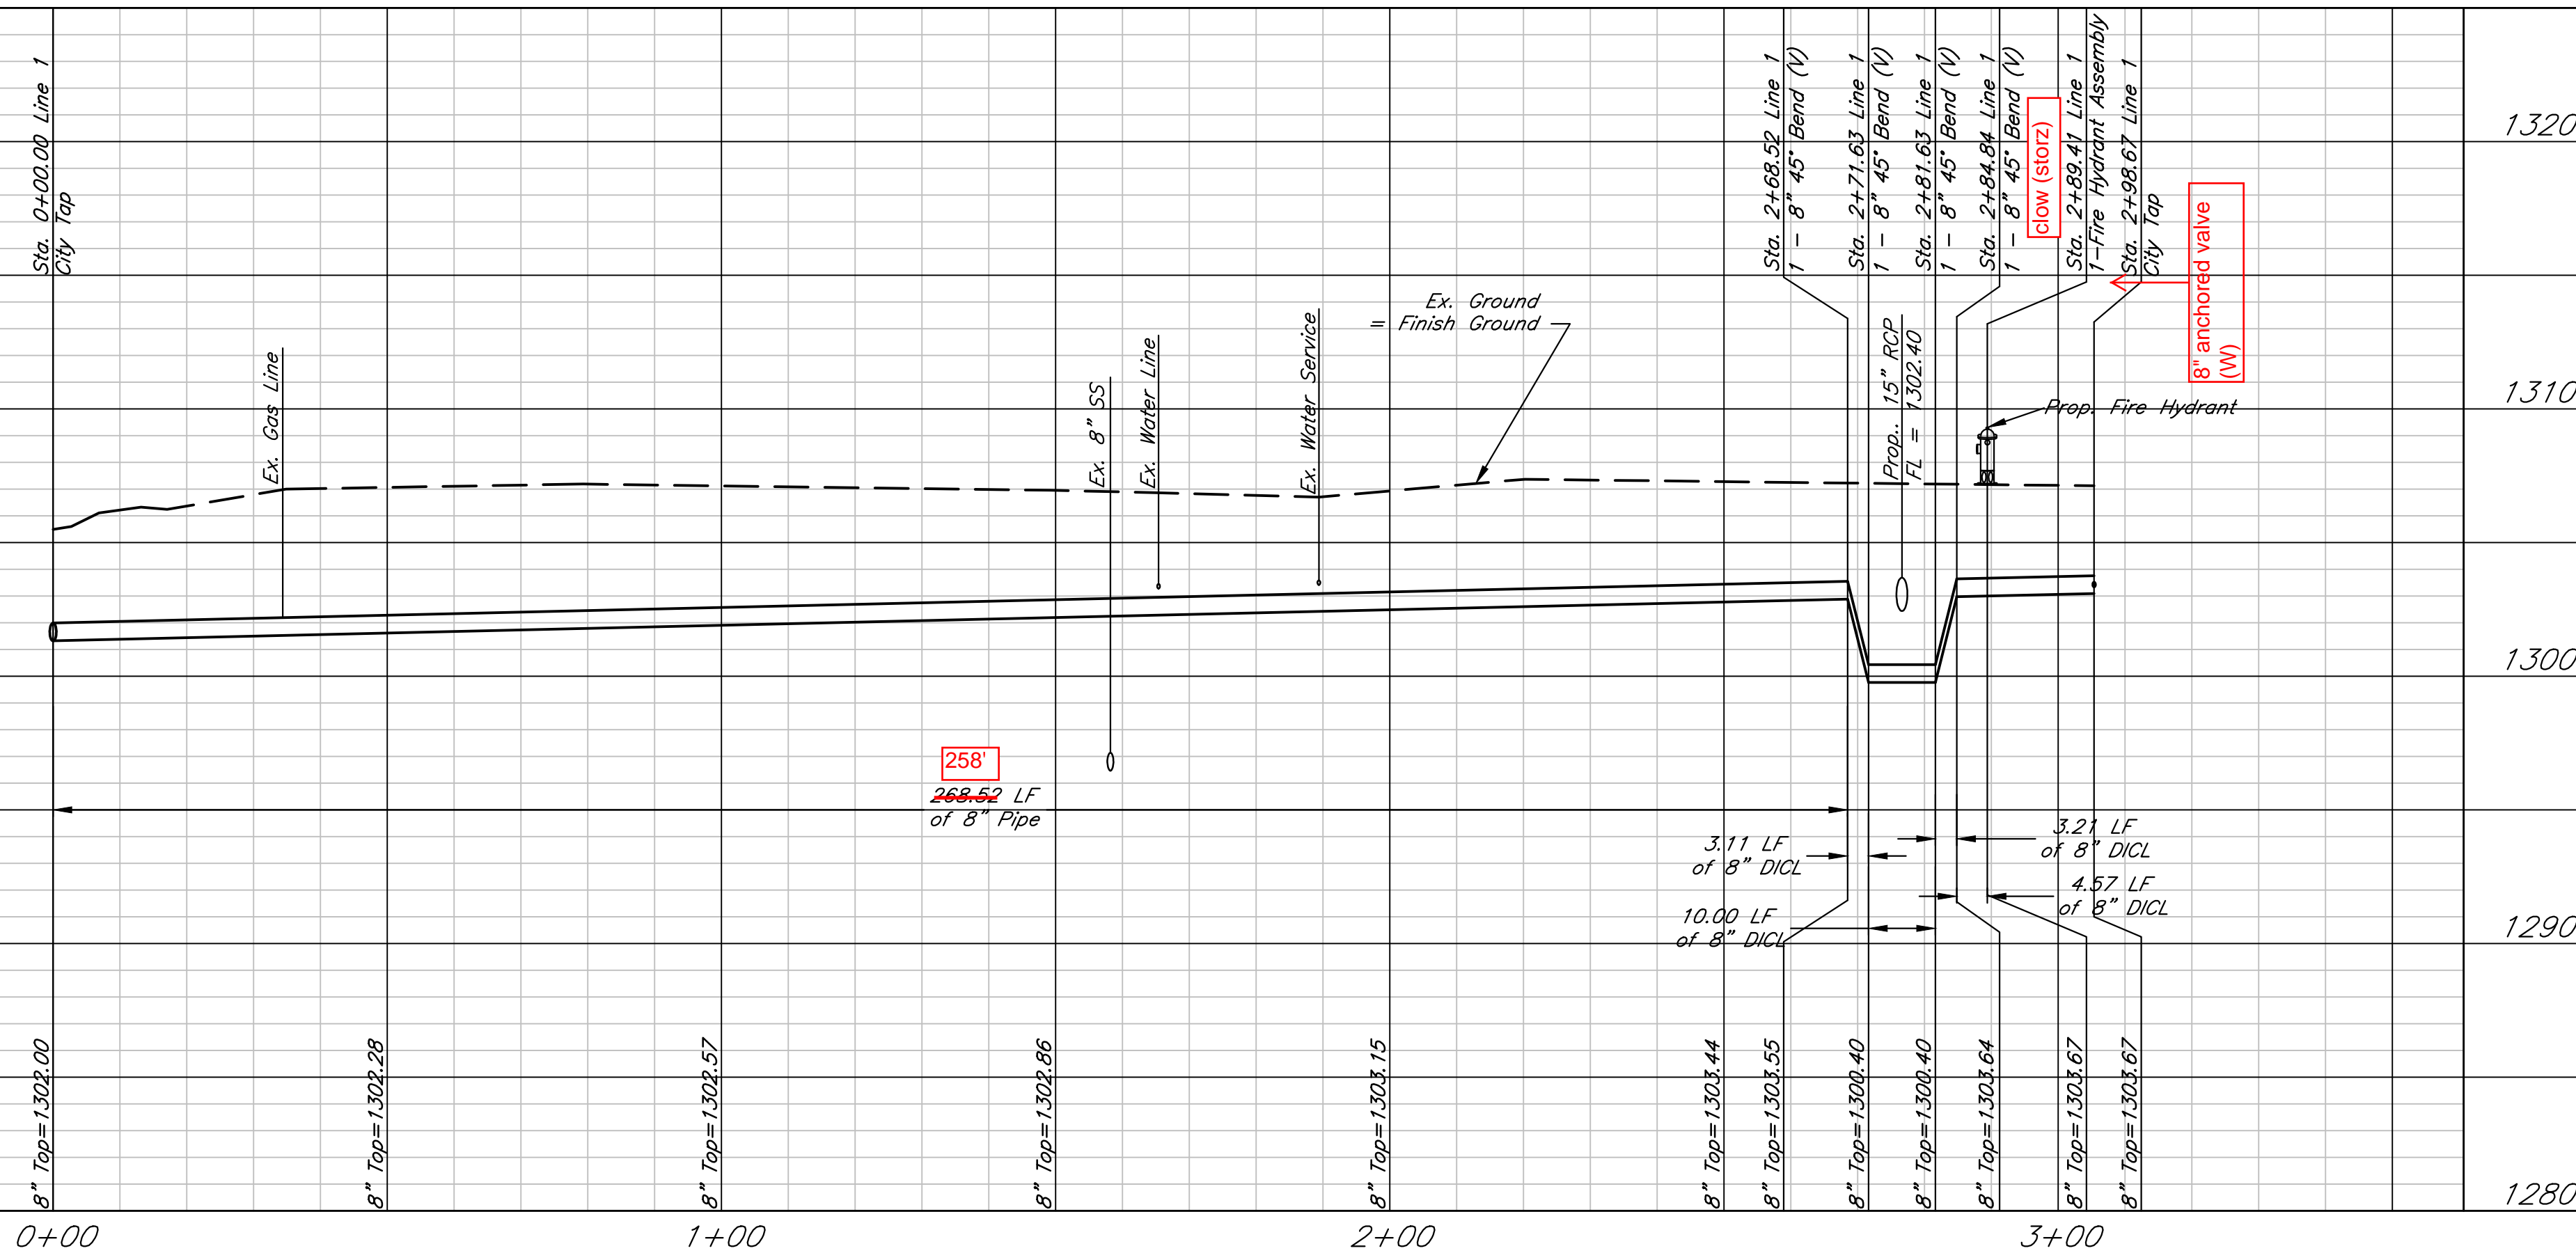 Sta. 0+00.00 Line 1
City Tap
Sta. 2+68.52 Line 1
1 - 8" 45° Bend (V)
Sta. 2+71.63 Line 1
1 - 8" 45° Bend (V)
Sta. 2+81.63 Line 1
1 - 8" 45° Bend (V)
Sta. 2+84.84 Line 1
1 - 8" 45° Bend (V)
clow (storz)
Sta. 2+89.41 Line 1
1-Fire Hydrant Assembly
Sta. 2+98.67 Line 1
City Tap
8" anchored valve
(W)
1320
1310
1300
1290
1280
Ex. Gas Line
Ex. 8" SS
Ex. Water Line
Ex. Water Service
Ex. Ground
= Finish Ground
Prop.. 15" RCP
FL = 1302.40
Prop. Fire Hydrant
258'
268.52 LF
of 8" Pipe
3.11 LF
of 8" DICL
10.00 LF
of 8" DICL
3.21 LF
of 8" DICL
4.57 LF
of 8" DICL
8" Top=1302.00
8" Top=1302.28
8" Top=1302.57
8" Top=1302.86
8" Top=1303.15
8" Top=1303.44
8" Top=1303.55
8" Top=1300.40
8" Top=1300.40
8" Top=1303.64
8" Top=1303.67
8" Top=1303.67
0+00
1+00
2+00
3+00